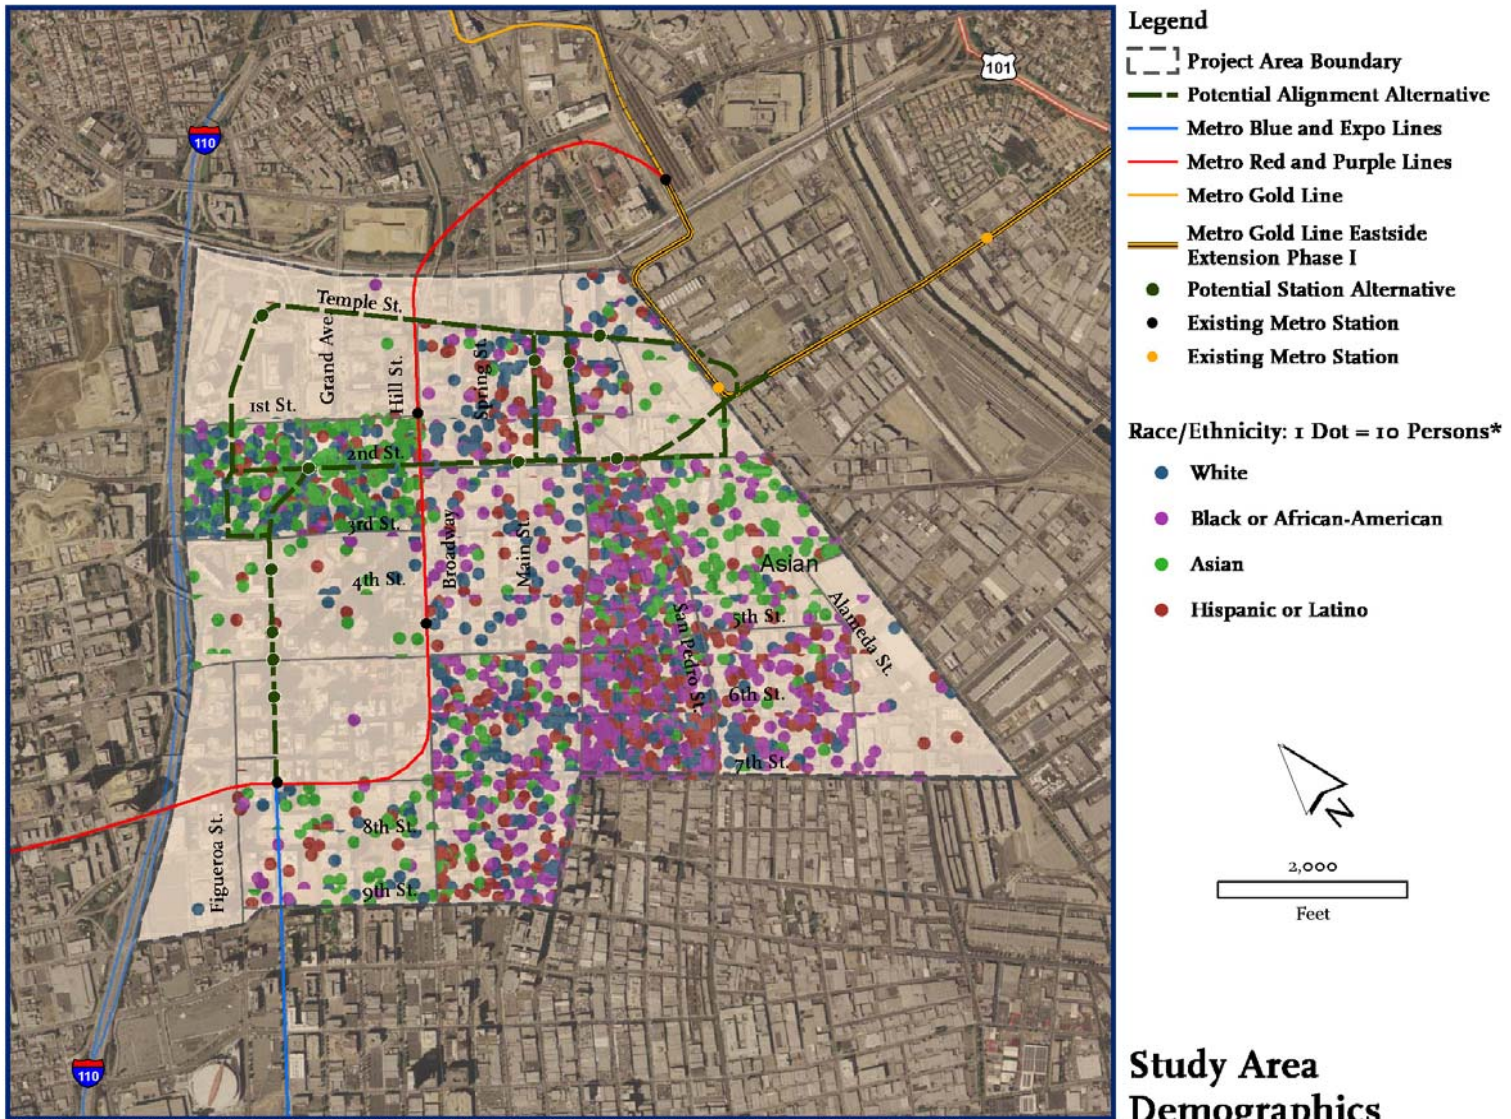 Legend
Project Area Boundary
Potential Alignment Alternative
Metro Blue and Expo Lines
Metro Red and Purple Lines
Metro Gold Line
Metro Gold Line Eastside
Extension Phase I
Potential Station Alternative
Existing Metro Station
Existing Metro Station
Race/Ethnicity: 1 Dot = 10 Persons*
White
Black or African-American
Asian
Hispanic or Latino
N
2,000
Feet
Study Area
Demographics
101
110
Temple St.
Grand Ave.
Hill St.
Spring St.
1st St.
2nd St.
3rd St.
4th St.
Broadway
Main St.
Asian
5th St.
Alameda St.
San Pedro St.
6th St.
7th St.
8th St.
Figueroa St.
9th St.
110